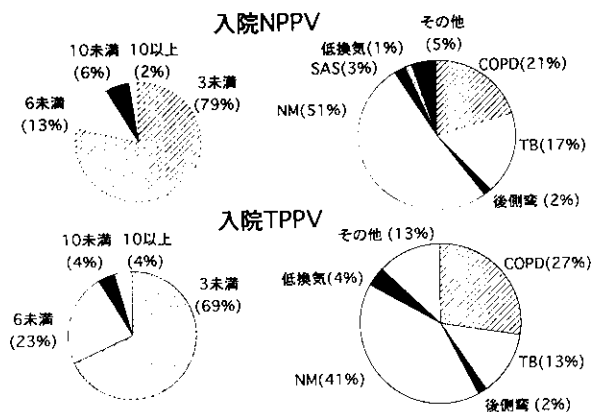 入院NPPV
10未満
(6%)
10以上
(2%)
3未満
(79%)
6未満
(13%)
その他
(5%)
低換気(1%)
SAS(3%)
COPD(21%)
NM(51%)
TB(17%)
後側弯 (2%)
入院TPPV
10未満
(4%)
10以上
(4%)
3未満
(69%)
6未満
(23%)
その他 (13%)
低換気(4%)
COPD(27%)
NM(41%)
TB(13%)
後側弯 (2%)